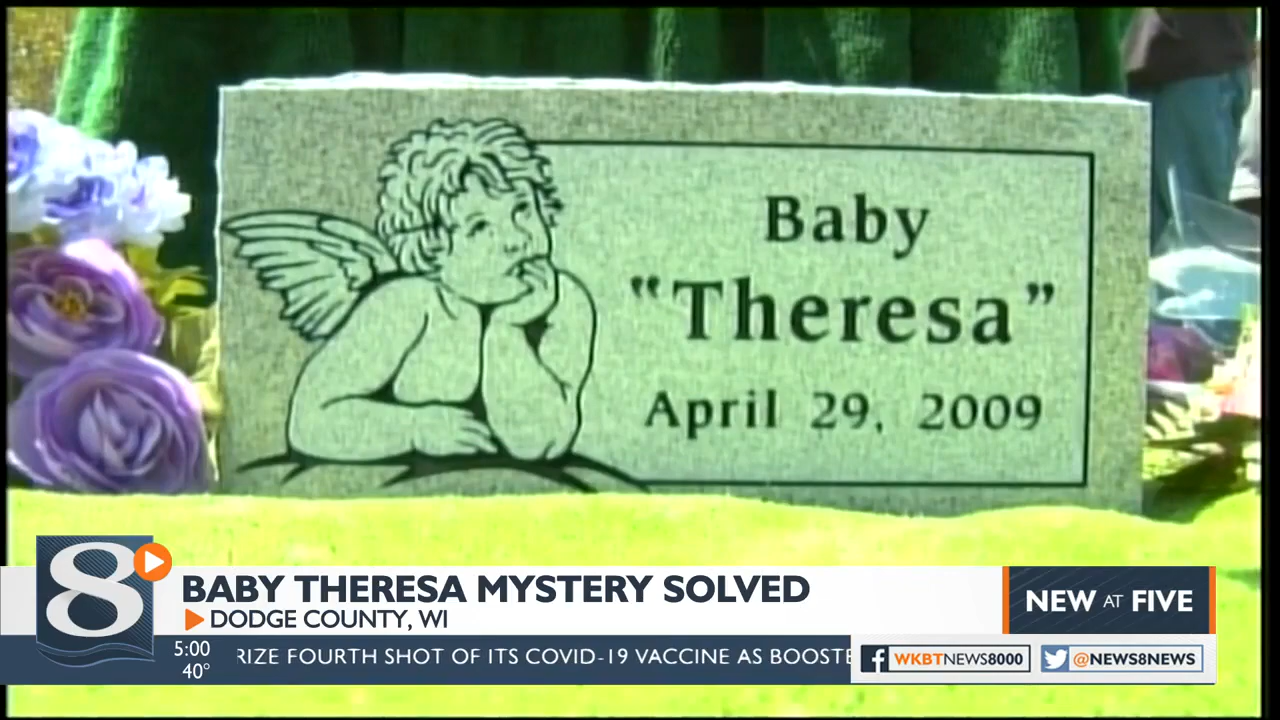 Baby
"Theresa"
April 29, 2009
8
BABY THERESA MYSTERY SOLVED
DODGE COUNTY, WI
NEW AT FIVE
5:00
40°
RIZE FOURTH SHOT OF ITS COVID-19 VACCINE AS BOOSTE
WKBTNEWS8000
@NEWS8NEWS